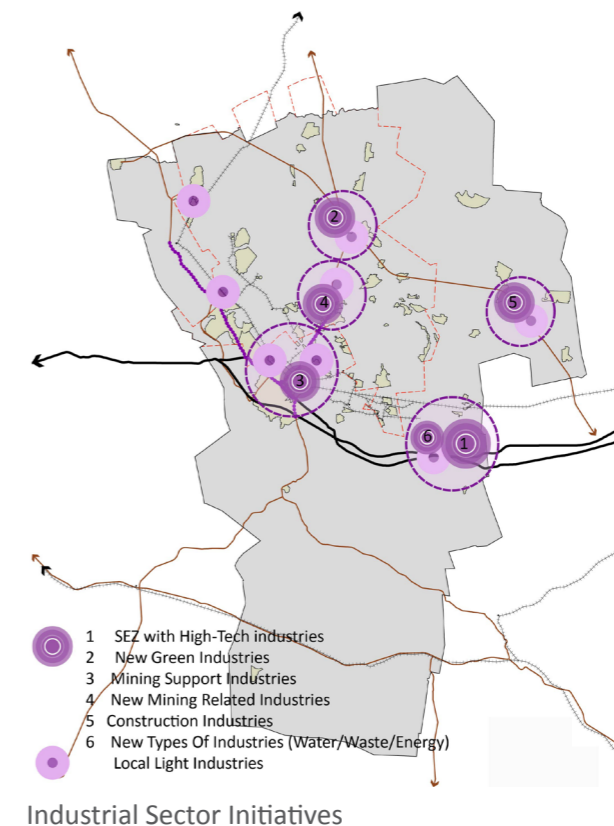 2
4
5
3
6
1
1 SEZ with High-Tech industries
2 New Green Industries
3 Mining Support Industries
4 New Mining Related Industries
5 Construction Industries
6 New Types Of Industries (Water/Waste/Energy)
Local Light Industries
Industrial Sector Initiatives